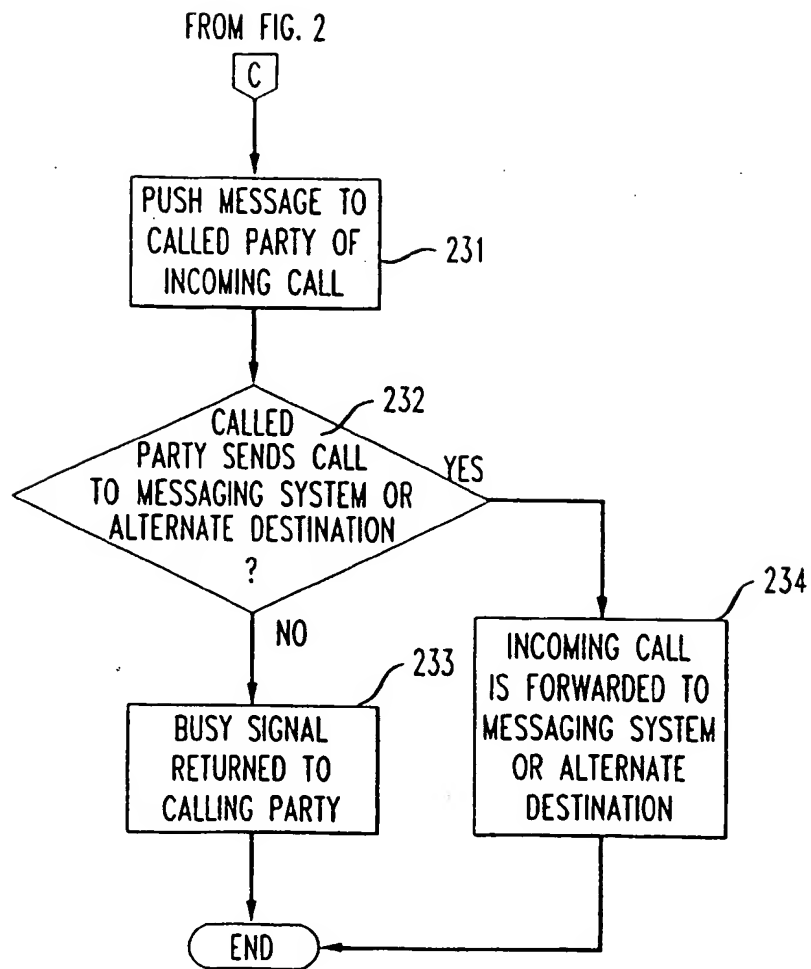 FROM FIG. 2
C
PUSH MESSAGE TO
CALLED PARTY OF
INCOMING CALL
231
232
CALLED
PARTY SENDS CALL
TO MESSAGING SYSTEM OR
ALTERNATE DESTINATION
?
YES
NO
233
BUSY SIGNAL
RETURNED TO
CALLING PARTY
234
INCOMING CALL
IS FORWARDED TO
MESSAGING SYSTEM
OR ALTERNATE
DESTINATION
END